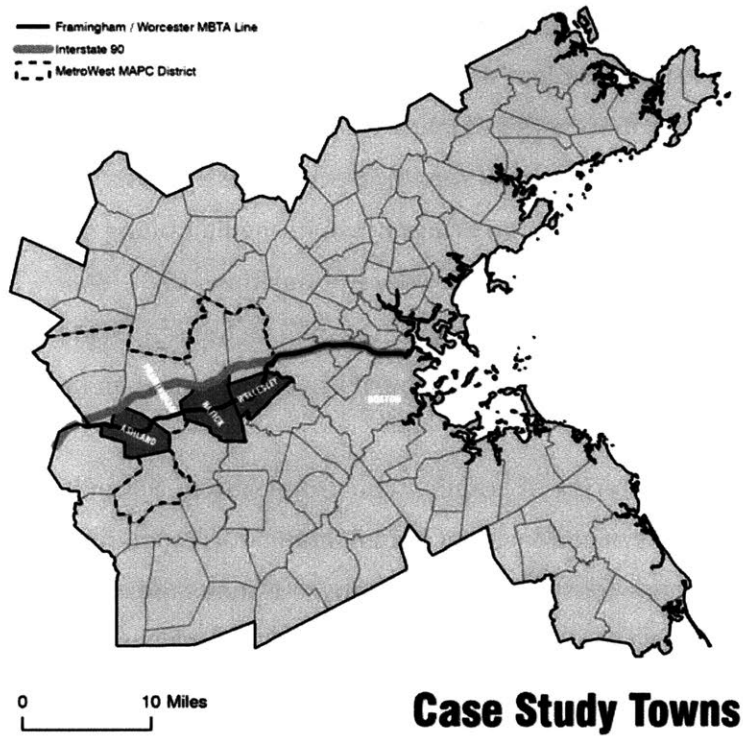 Framingham / Worcester MBTA Line
Interstate 90
MetroWest MAPC District
FRAMINGHAM
WELLESLEY
NATICK
BOSTON
ASHLAND
0 10 Miles
Case Study Towns